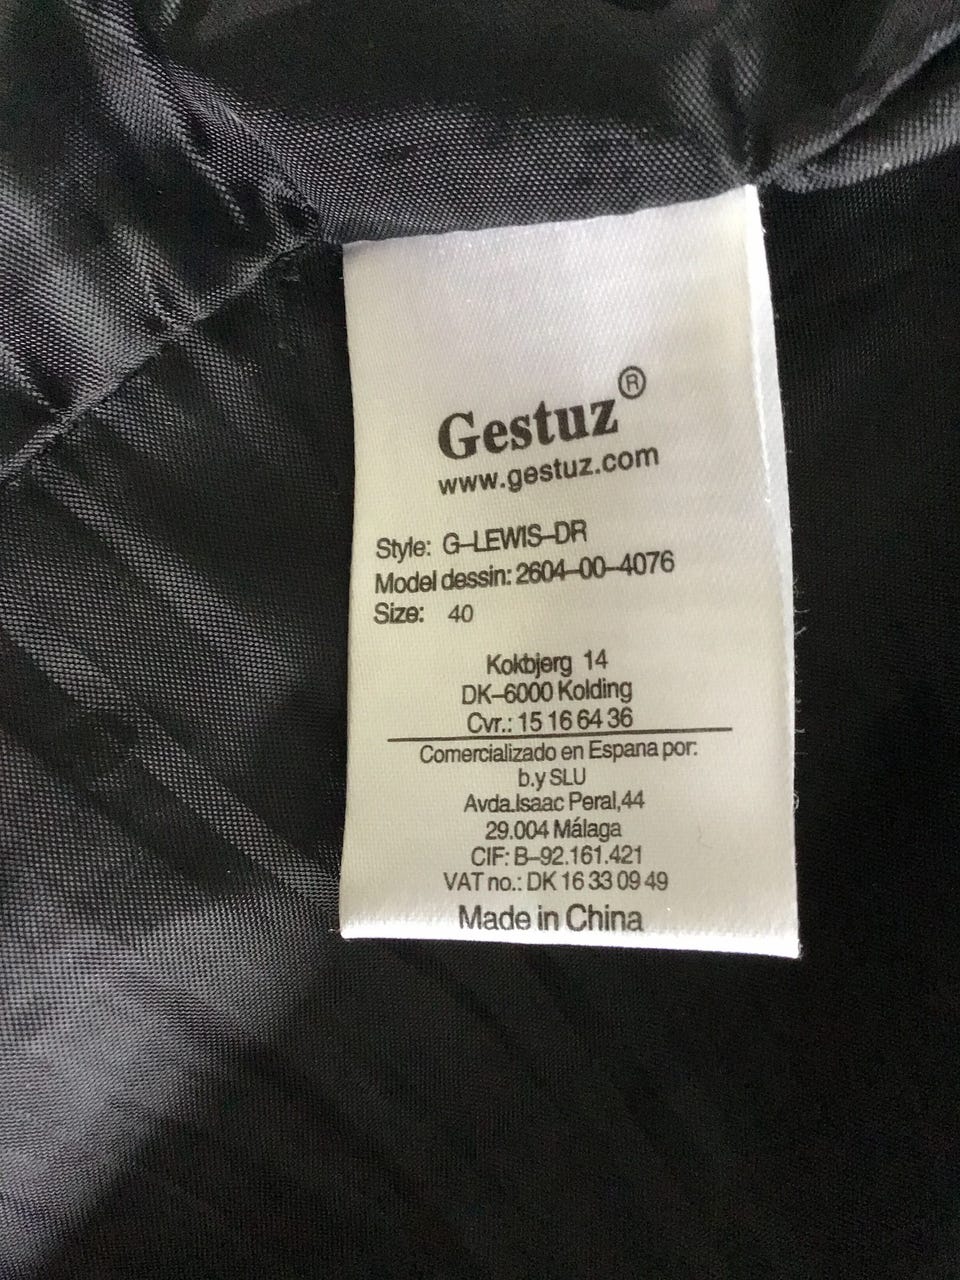 Gestuz®
www.gestuz.com
Style: G-LEWIS-DR
Model dessin: 2604-00-4076
Size: 40
Kokbjerg 14
DK-6000 Kolding
Cvr.: 15 16 64 36
Comercializado en Espana por:
b.y SLU
Avda.Isaac Peral,44
29.004 Málaga
CIF: B-92.161.421
VAT no.: DK 16 33 09 49
Made in China